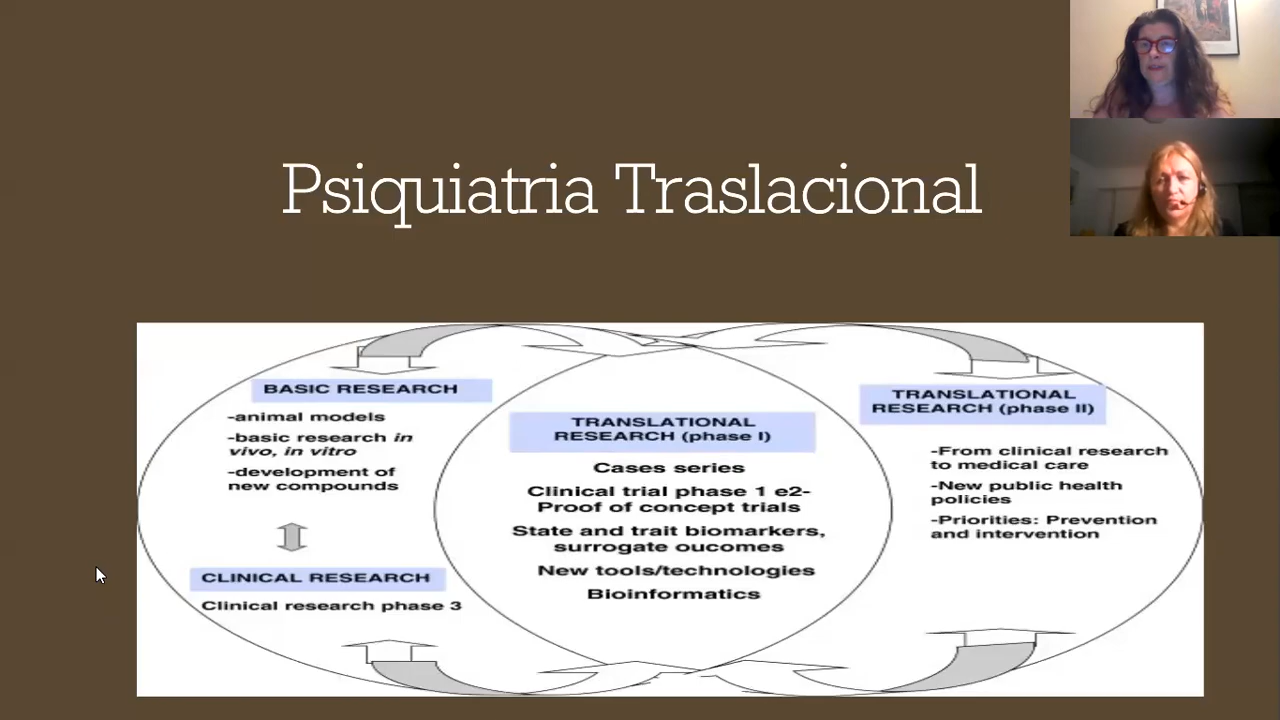 Psiquiatria Traslacional
BASIC RESEARCH
-animal models
-basic research in
vivo, in vitro
-development of
new compounds
CLINICAL RESEARCH
Clinical research phase 3
TRANSLATIONAL
RESEARCH (phase I)
Cases series
Clinical trial phase 1 e2-
Proof of concept trials
State and trait biomarkers,
surrogate oucomes
New tools/technologies
Bioinformatics
TRANSLATIONAL
RESEARCH (phase II)
-From clinical research
to medical care
-New public health
policies
-Priorities: Prevention
and intervention